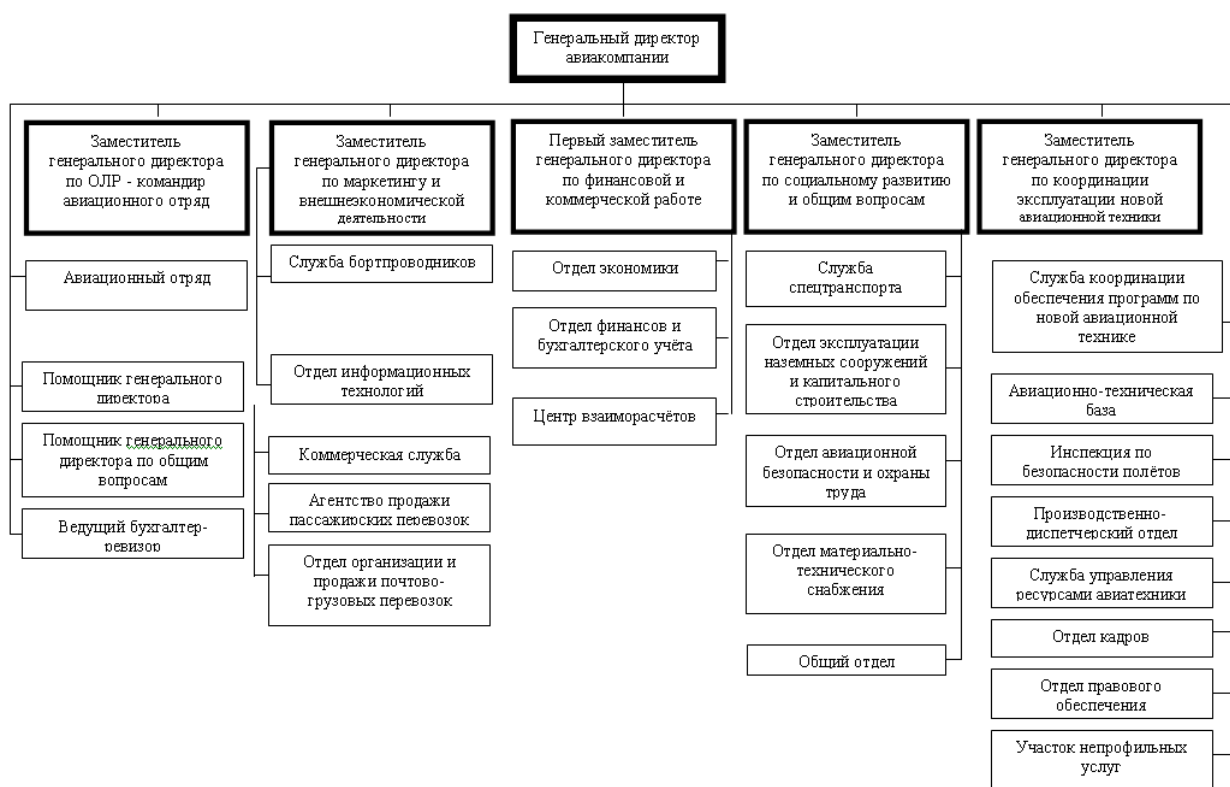 Генеральный директор
авиакомпании
Заместитель
генерального директора
по ОЛР - командир
авиационного отряд
Заместитель
генерального директора
по маркетингу и
внешнеэкономической
деятельности
Первый заместитель
генерального директора
по финансовой и
коммерческой работе
Заместитель
генерального директора
по социальному развитию
и общим вопросам
Заместитель
генерального директора
по координации
эксплуатации новой
авиационной техники
Авиационный отряд
Помощник генерального
директора
Помощник генерального
директора по общим
вопросам
Ведущий бухгалтер-
ревизор
Служба бортпроводников
Отдел информационных
технологий
Коммерческая служба
Агентство продажи
пассажирских перевозок
Отдел организации и
продажи почтово-
грузовых перевозок
Отдел экономики
Отдел финансов и
бухгалтерского учёта
Центр взаиморасчётов
Служба
спецтранспорта
Отдел эксплуатации
наземных сооружений
и капитального
строительства
Отдел авиационной
безопасности и охраны
труда
Отдел материально-
технического
снабжения
Общий отдел
Служба координации
обеспечения программ по
новой авиационной
технике
Авиационно-техническая
база
Инспекция по
безопасности полётов
Производственно-
диспетчерский отдел
Служба управления
ресурсами авиатехники
Отдел кадров
Отдел правового
обеспечения
Участок непрофильных
услуг